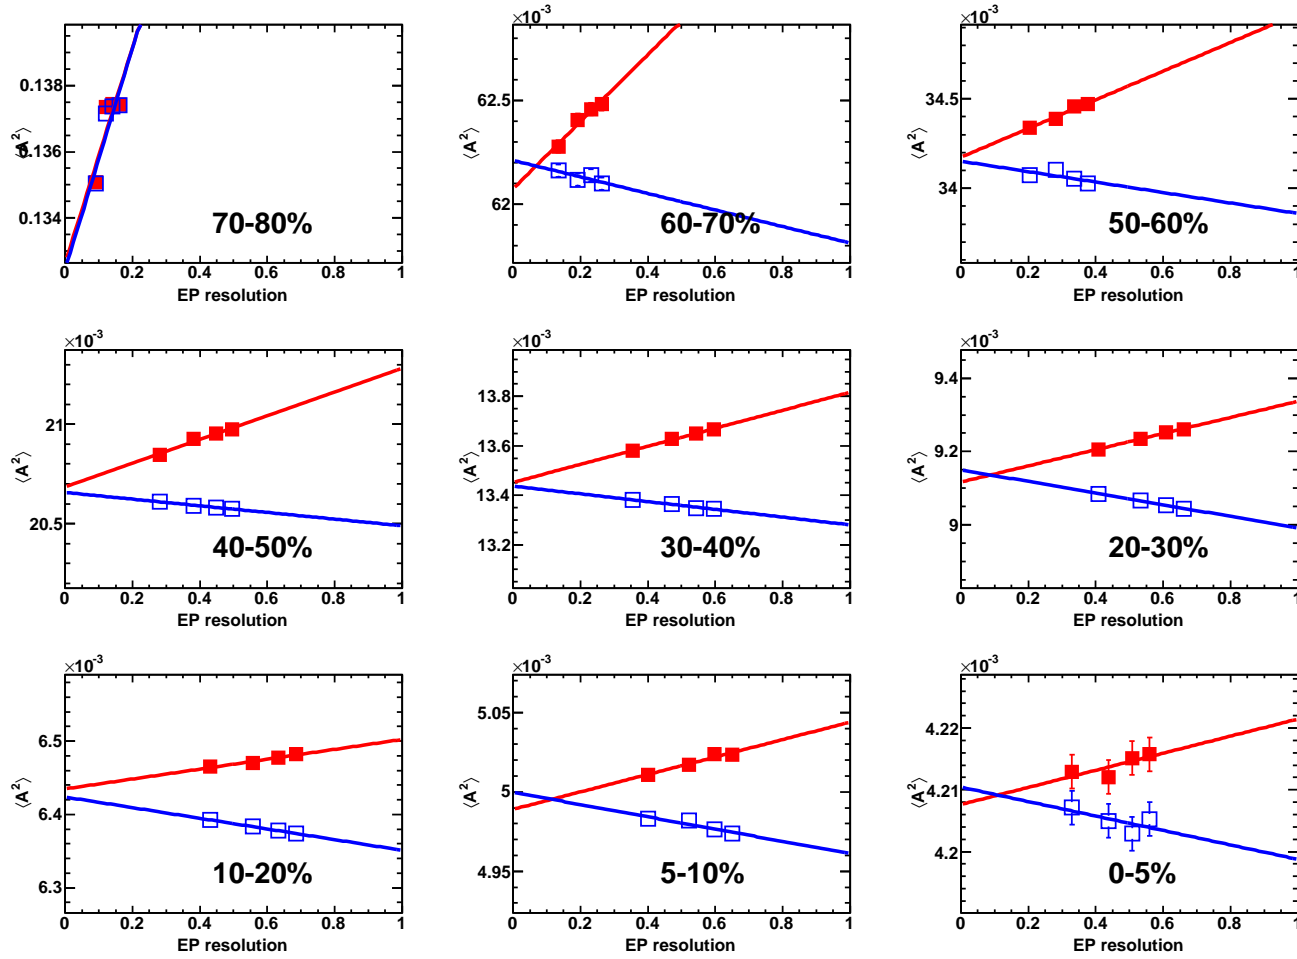 0.138
0.136
0.134
⟨A²⟩
70-80%
0 0.2 0.4 0.6 0.8 1
EP resolution
×10⁻³
62.5
62
⟨A²⟩
60-70%
0 0.2 0.4 0.6 0.8 1
EP resolution
×10⁻³
34.5
34
⟨A²⟩
50-60%
0 0.2 0.4 0.6 0.8 1
EP resolution
×10⁻³
21
20.5
⟨A²⟩
40-50%
0 0.2 0.4 0.6 0.8 1
EP resolution
×10⁻³
13.8
13.6
13.4
13.2
⟨A²⟩
30-40%
0 0.2 0.4 0.6 0.8 1
EP resolution
×10⁻³
9.4
9.2
9
⟨A²⟩
20-30%
0 0.2 0.4 0.6 0.8 1
EP resolution
×10⁻³
6.5
6.4
6.3
⟨A²⟩
10-20%
0 0.2 0.4 0.6 0.8 1
EP resolution
×10⁻³
5.05
5
4.95
⟨A²⟩
5-10%
0 0.2 0.4 0.6 0.8 1
EP resolution
×10⁻³
4.22
4.21
4.2
⟨A²⟩
0-5%
0 0.2 0.4 0.6 0.8 1
EP resolution